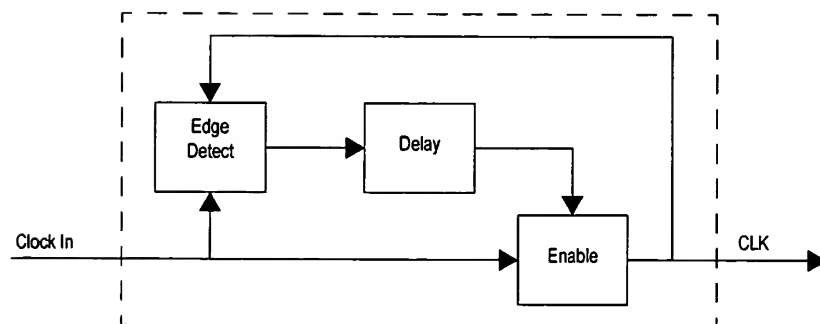 Edge
Detect
Delay
Clock In
Enable
CLK